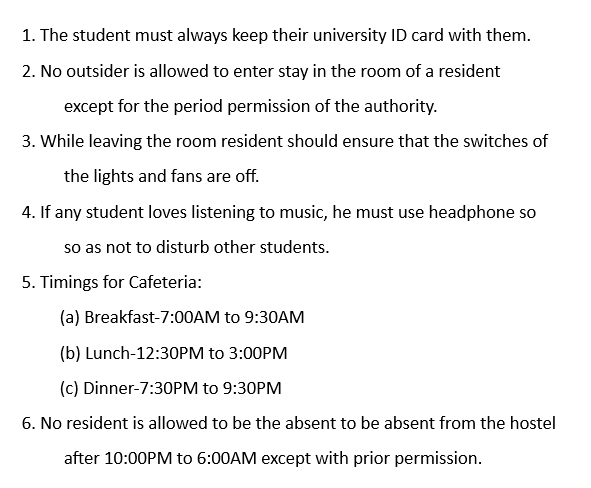 1. The student must always keep their university ID card with them.
2. No outsider is allowed to enter stay in the room of a resident
except for the period permission of the authority.
3. While leaving the room resident should ensure that the switches of
the lights and fans are off.
4. If any student loves listening to music, he must use headphone so
so as not to disturb other students.
5. Timings for Cafeteria:
(a) Breakfast-7:00AM to 9:30AM
(b) Lunch-12:30PM to 3:00PM
(c) Dinner-7:30PM to 9:30PM
6. No resident is allowed to be the absent to be absent from the hostel
after 10:00PM to 6:00AM except with prior permission.